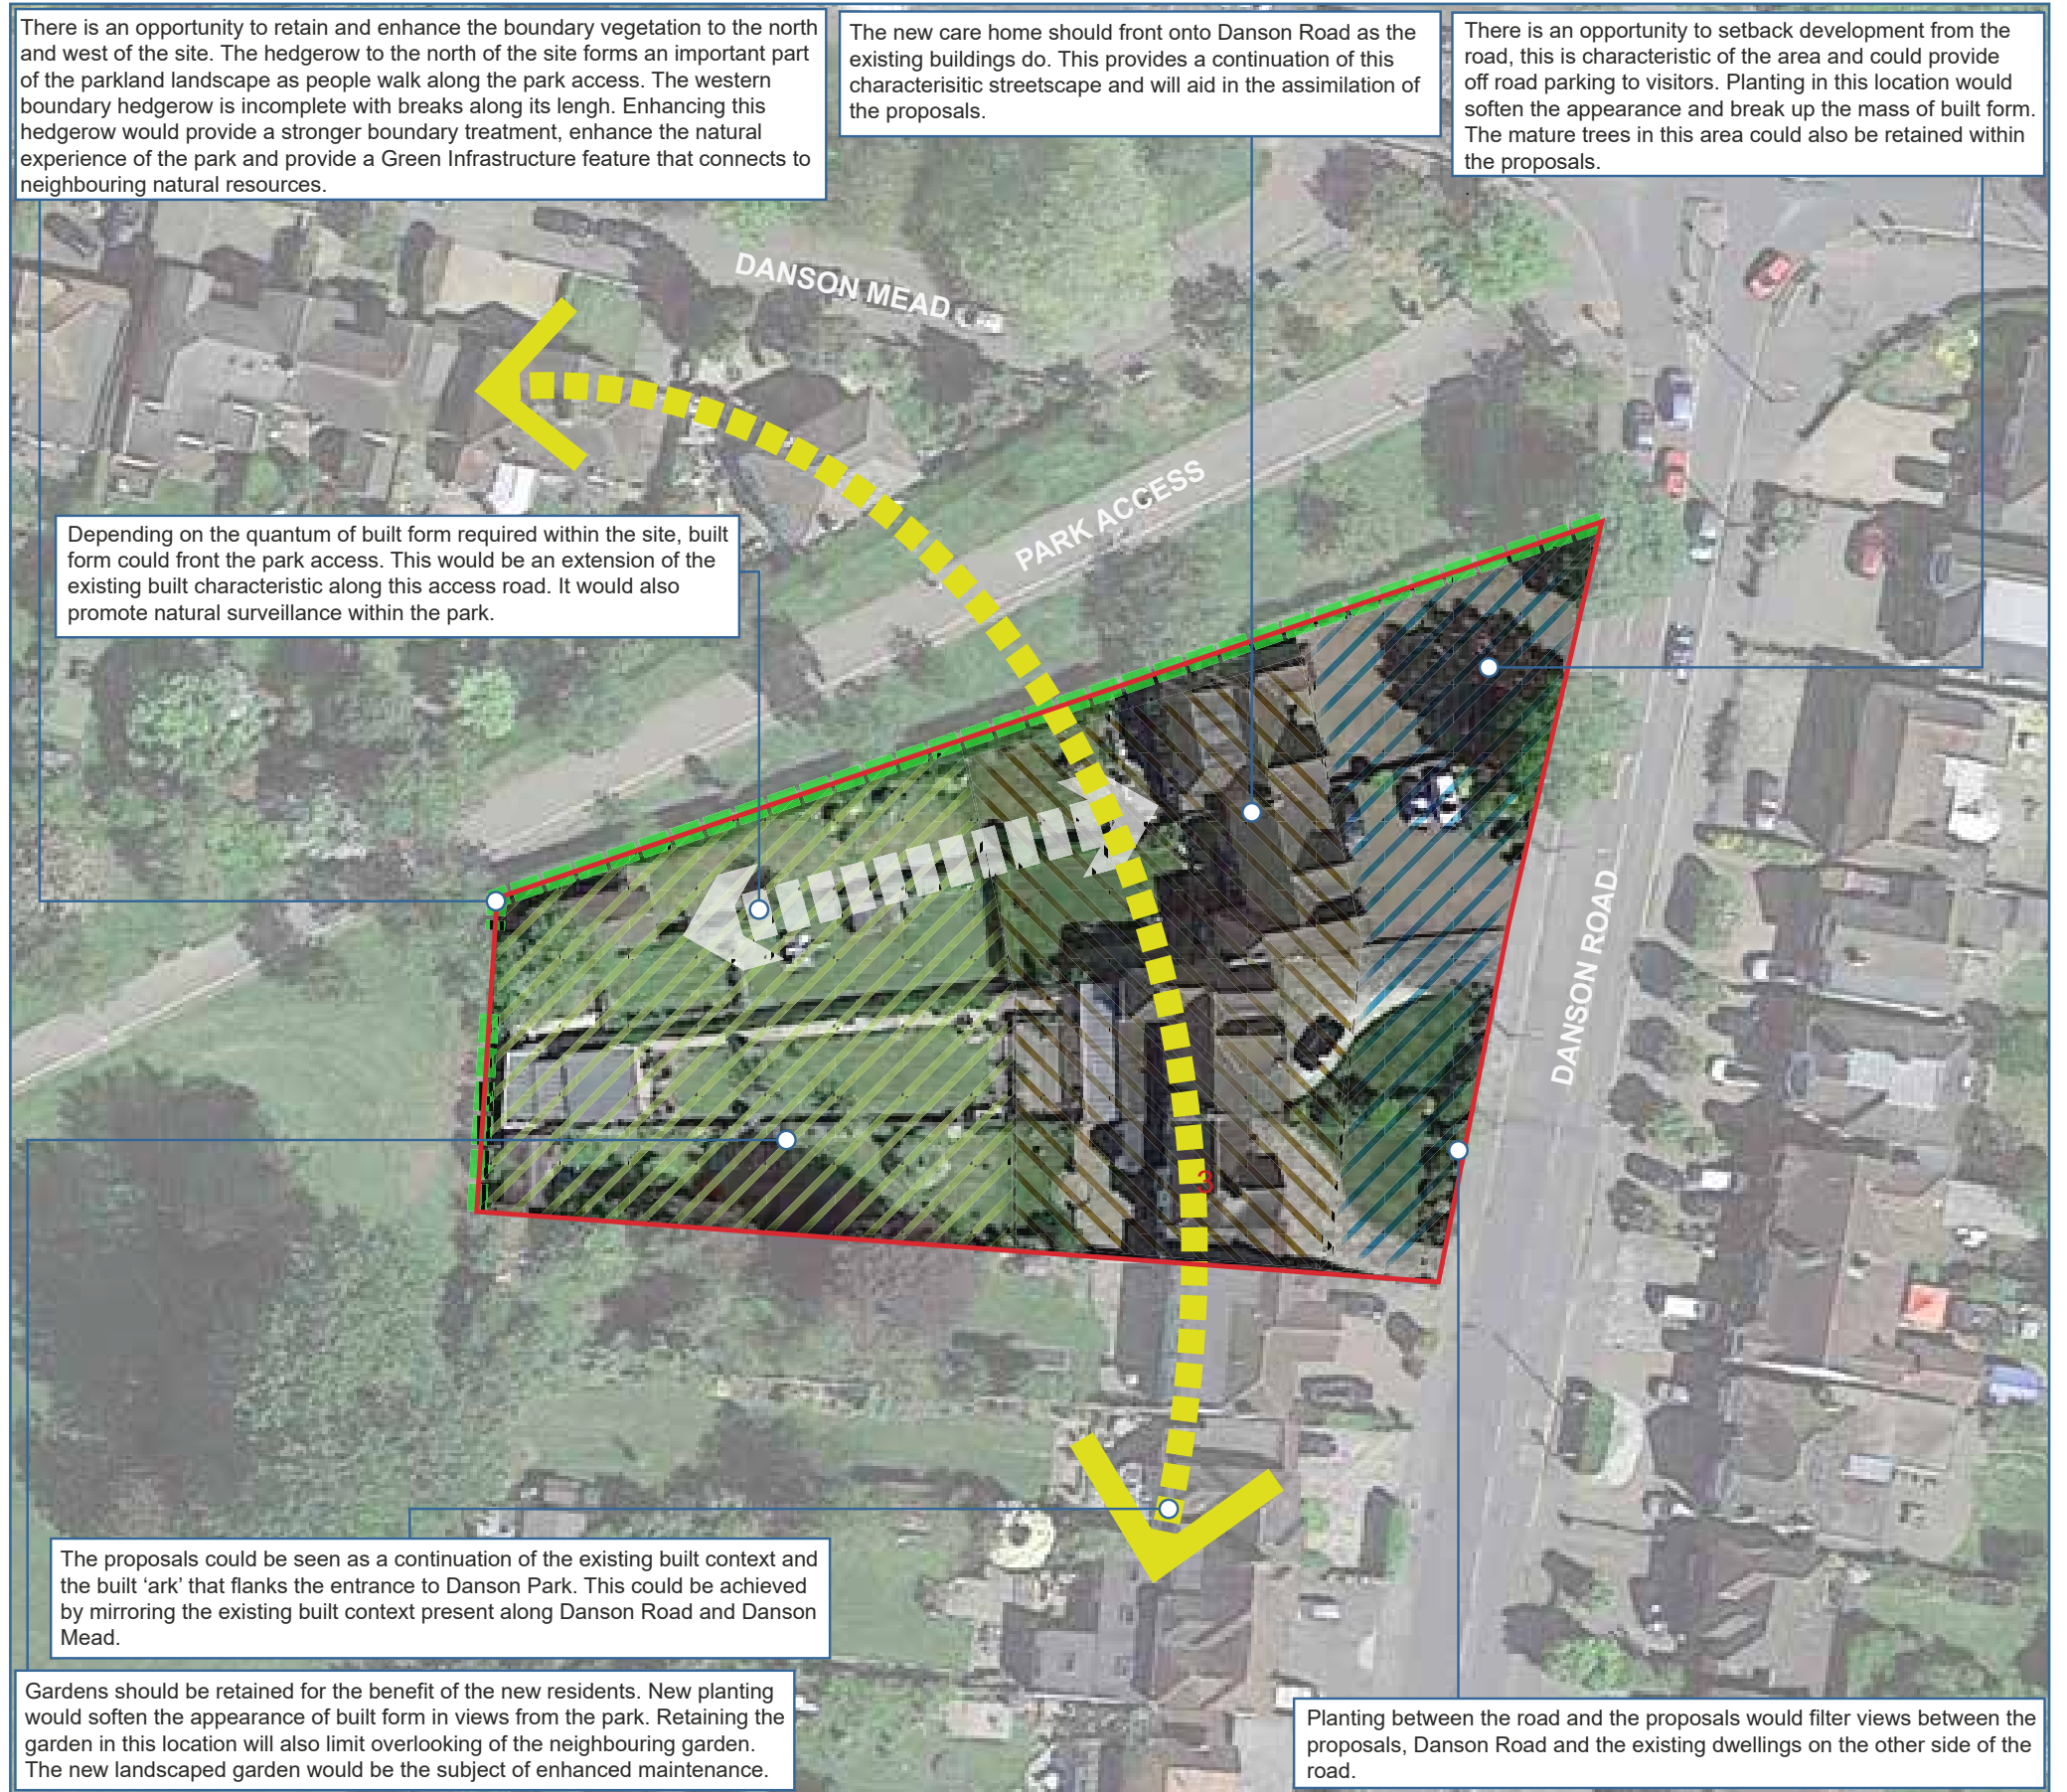 There is an opportunity to retain and enhance the boundary vegetation to the north
and west of the site. The hedgerow to the north of the site forms an important part
of the parkland landscape as people walk along the park access. The western
boundary hedgerow is incomplete with breaks along its lengh. Enhancing this
hedgerow would provide a stronger boundary treatment, enhance the natural
experience of the park and provide a Green Infrastructure feature that connects to
neighbouring natural resources.
The new care home should front onto Danson Road as the
existing buildings do. This provides a continuation of this
characterisitic streetscape and will aid in the assimilation of
the proposals.
There is an opportunity to setback development from the
road, this is characteristic of the area and could provide
off road parking to visitors. Planting in this location would
soften the appearance and break up the mass of built form.
The mature trees in this area could also be retained within
the proposals.
.
DANSON MEAD
PARK ACCESS
Depending on the quantum of built form required within the site, built
form could front the park access. This would be an extension of the
existing built characteristic along this access road. It would also
promote natural surveillance within the park.
DANSON ROAD
3
The proposals could be seen as a continuation of the existing built context and
the built ‘ark’ that flanks the entrance to Danson Park. This could be achieved
by mirroring the existing built context present along Danson Road and Danson
Mead.
Gardens should be retained for the benefit of the new residents. New planting
would soften the appearance of built form in views from the park. Retaining the
garden in this location will also limit overlooking of the neighbouring garden.
The new landscaped garden would be the subject of enhanced maintenance.
Planting between the road and the proposals would filter views between the
proposals, Danson Road and the existing dwellings on the other side of the
road.